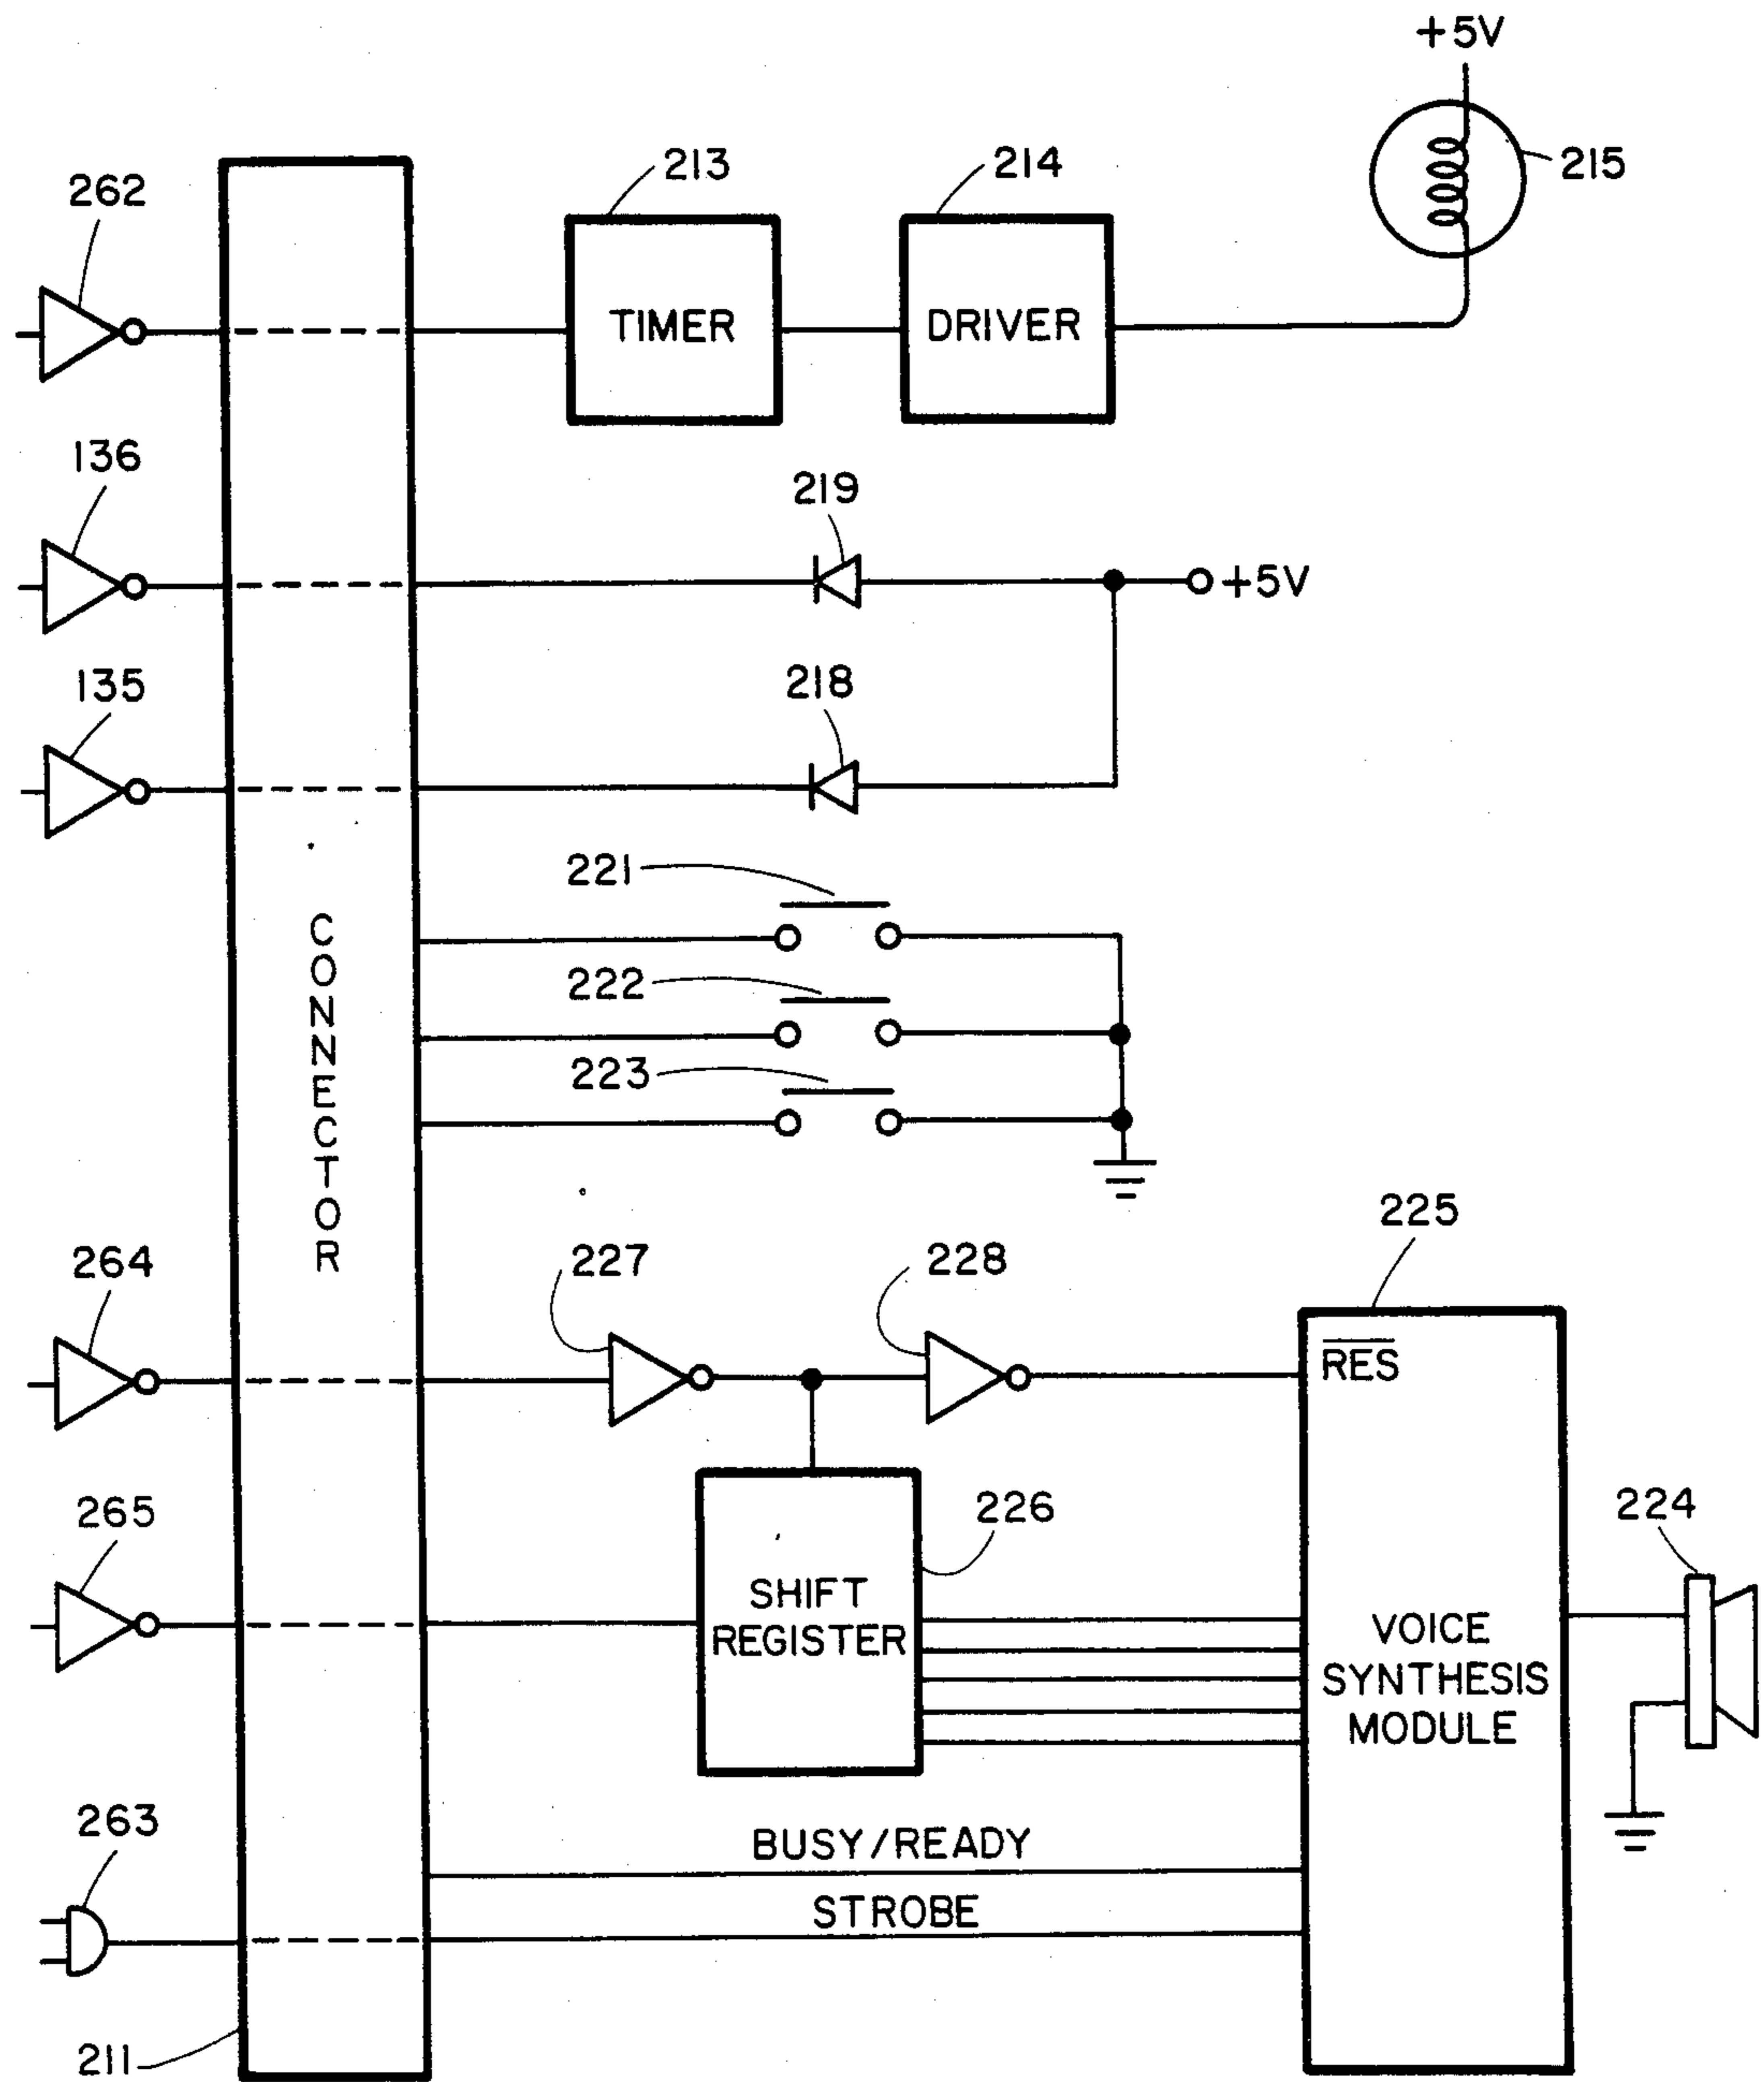 +5V
213
214
215
262
TIMER
DRIVER
136
219
+5V
135
218
221
CONNECTOR
222
223
225
264
227
228
R̅E̅S̅
265
226
224
SHIFT
REGISTER
VOICE
SYNTHESIS
MODULE
263
BUSY/READY
STROBE
211